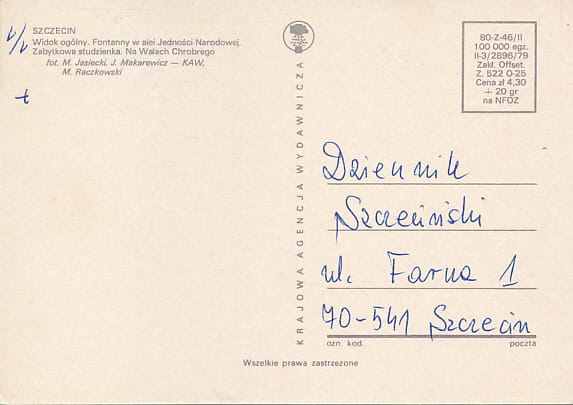 SZCZECIN
Widok ogólny. Fontanny w alei Jedności Narodowej.
Zabytkowa studzienka. Na Wałach Chrobrego
fot. M. Jasiecki, J. Makarewicz — KAW,
M. Raczkowski
KRAJOWA AGENCJA WYDAWNICZA
80-Z-46/II
100 000 egz.
II-3/2896/79
Zakł. Offset.
Z. 522 O-25
Cena zł 4,30
+ 20 gr
na NFOZ
Dziennik
Szczeciński
ul. Farna 1
70-541 Szczecin
ozn. kod. poczta
Wszelkie prawa zastrzeżone